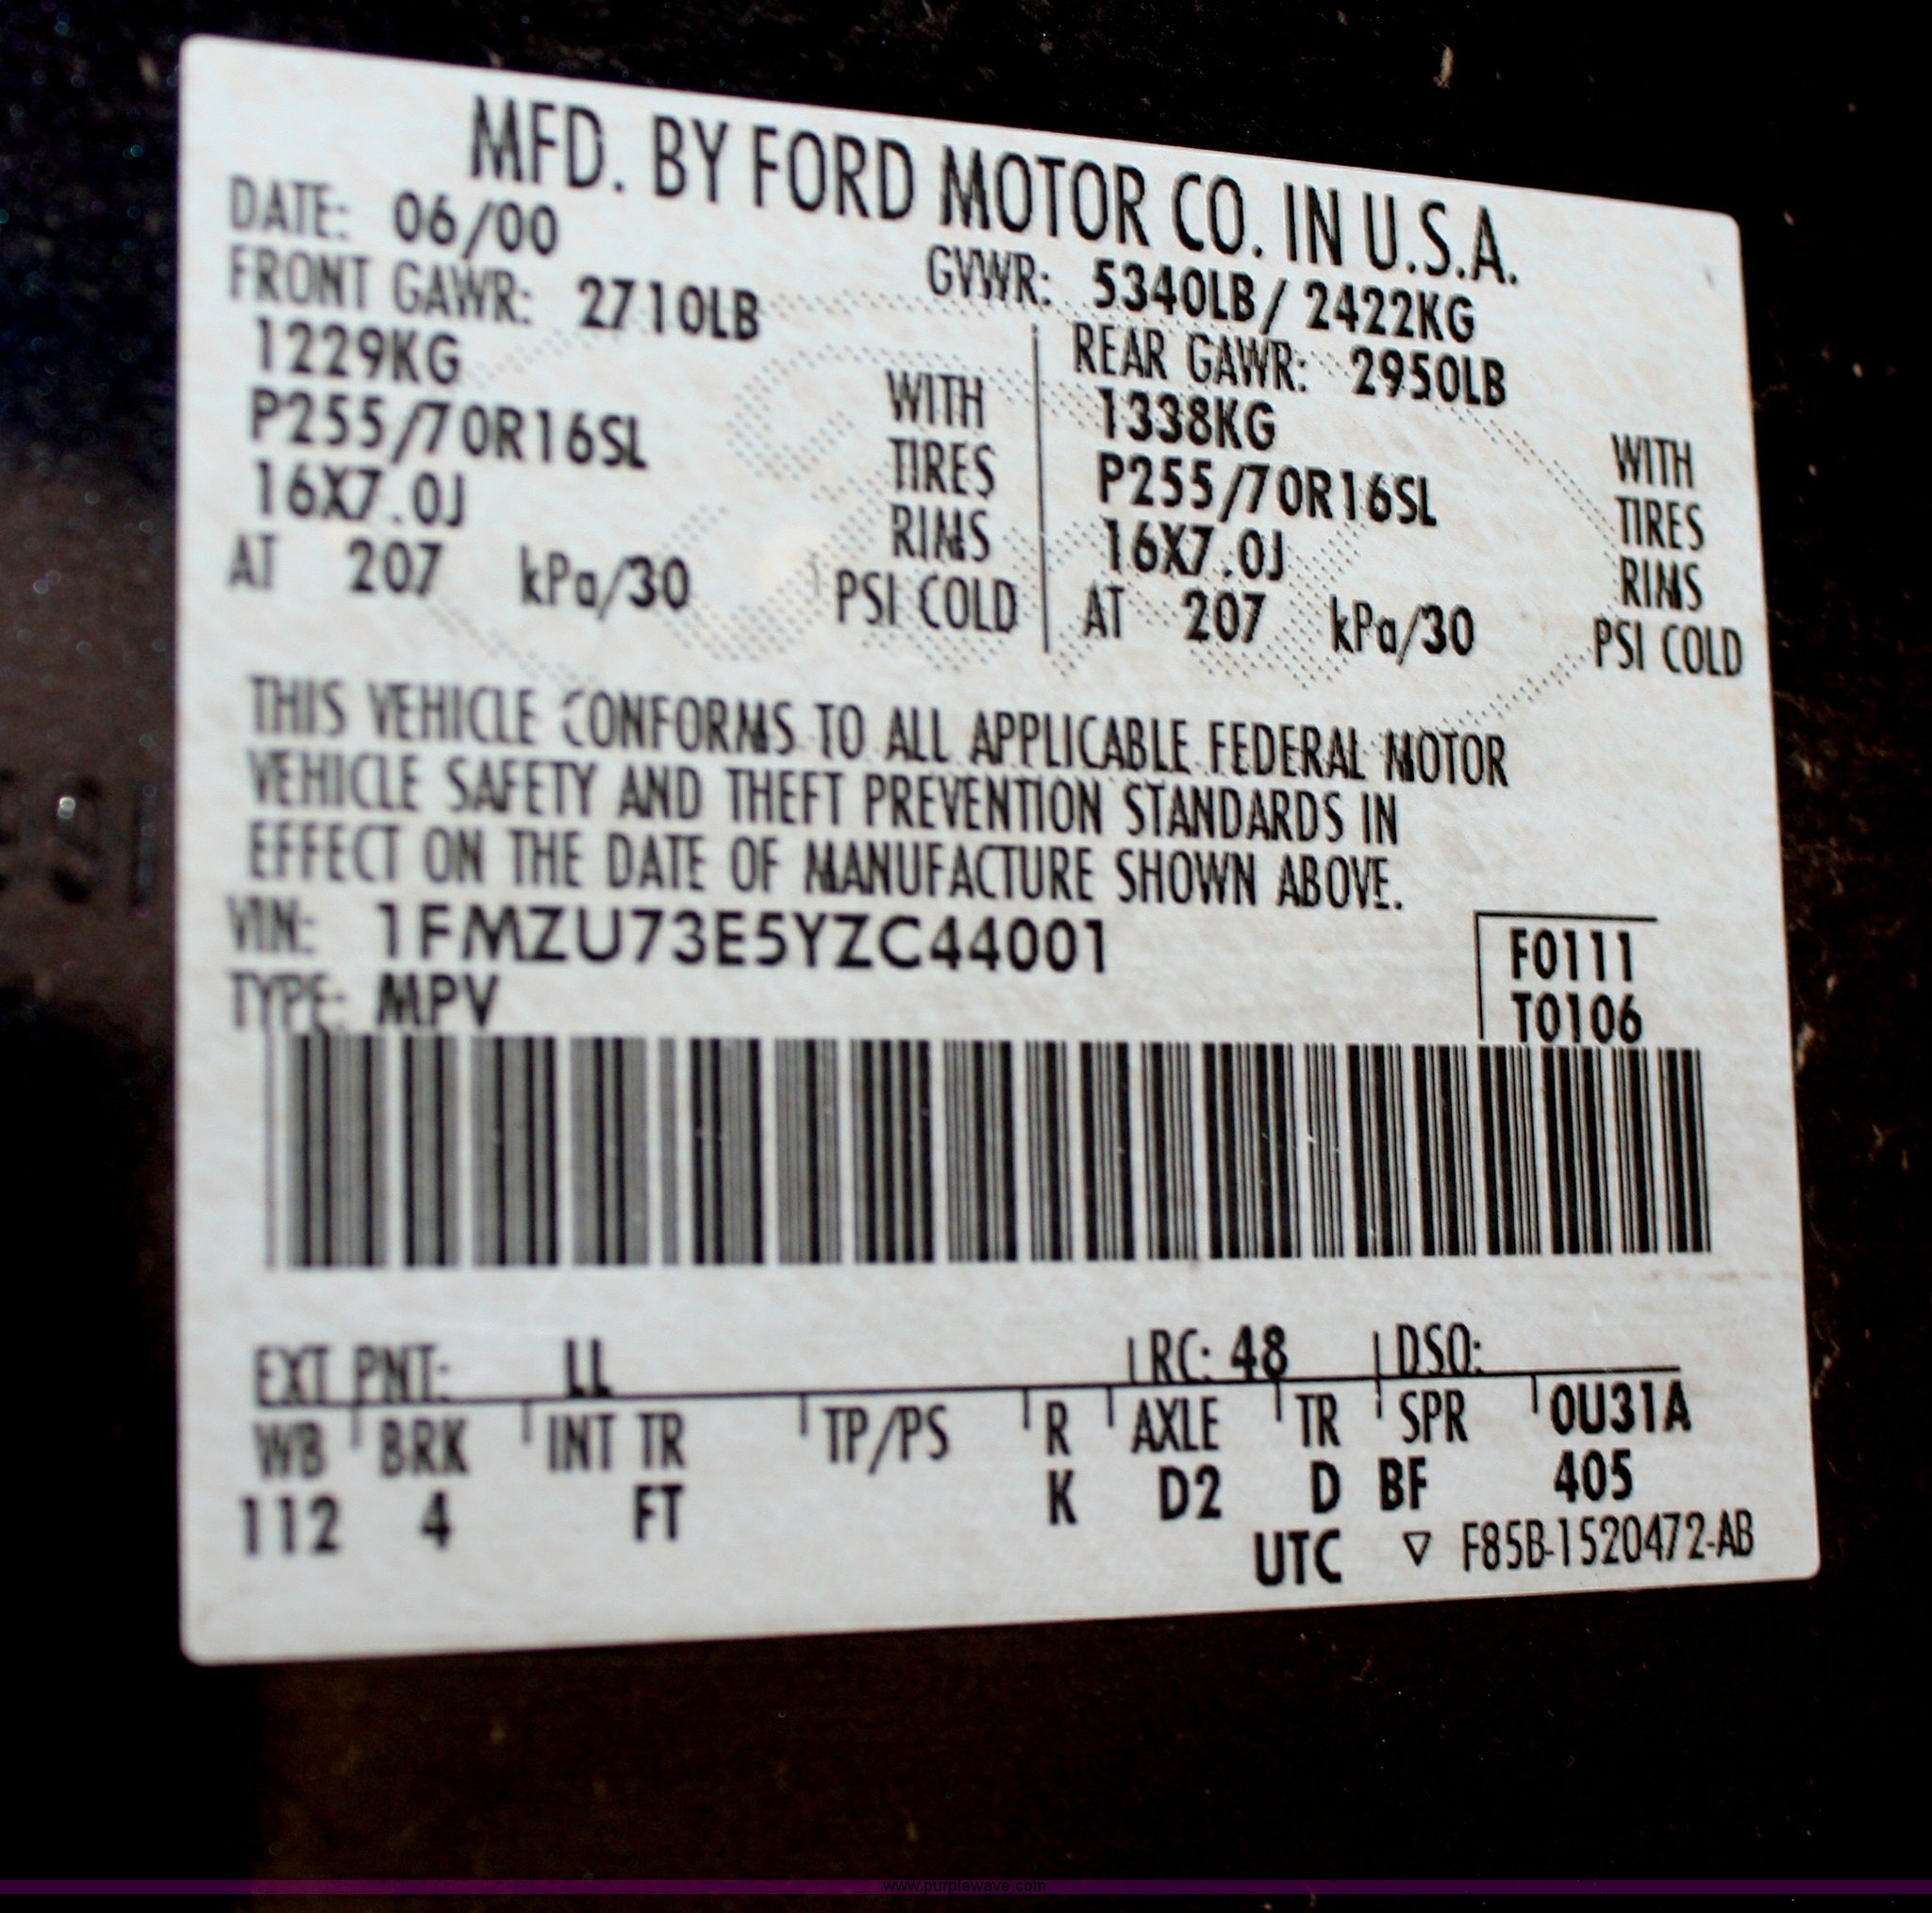 MFD. BY FORD MOTOR CO. IN U.S.A.
DATE: 06/00 GVWR: 5340LB/ 2422KG
FRONT GAWR: 2710LB REAR GAWR: 2950LB
1229KG WITH 1338KG WITH
P255/70R16SL TIRES P255/70R16SL TIRES
16X7.0J RIMS 16X7.0J RIMS
AT 207 kPa/30 PSI COLD AT 207 kPa/30 PSI COLD
THIS VEHICLE CONFORMS TO ALL APPLICABLE FEDERAL MOTOR
VEHICLE SAFETY AND THEFT PREVENTION STANDARDS IN
EFFECT ON THE DATE OF MANUFACTURE SHOWN ABOVE.
VIN: 1FMZU73E5YZC44001 F0111
TYPE: MPV T0106
EXT PNT: LL RC: 48 DSO:
WB BRK INT TR TP/PS R AXLE TR SPR 0U31A
112 4 FT K D2 D BF 405
UTC ▽ F85B-1520472-AB
www.purplewave.com